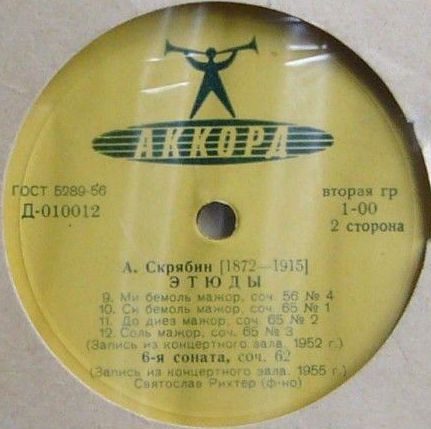 АККОРД
ГОСТ 5289-56
Д-010012
вторая гр
1-00
2 сторона
А. Скрябин [1872—1915]
ЭТЮДЫ
9. Ми бемоль мажор, соч. 56 № 4
10. Си бемоль мажор, соч. 65 № 1
11. До диез мажор, соч. 65 № 2
12. Соль мажор, соч. 65 № 3
(Запись из концертного зала. 1952 г.)
6-я соната, соч. 62
(Запись из концертного зала. 1955 г.)
Святослав Рихтер (ф-но)